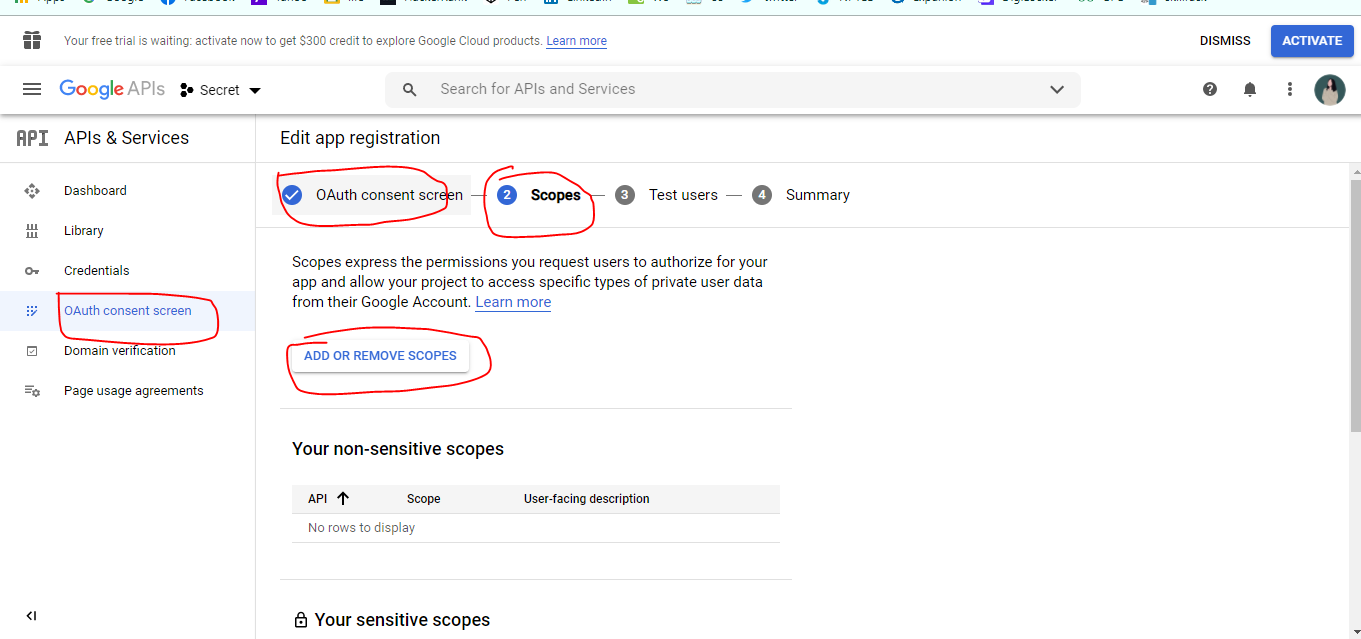 Your free trial is waiting: activate now to get $300 credit to explore Google Cloud products. Learn more
DISMISS
ACTIVATE
Google APIs
Secret
Search for APIs and Services
API APIs & Services
Edit app registration
Dashboard
Library
Credentials
OAuth consent screen
Domain verification
Page usage agreements
OAuth consent screen
2 Scopes
3 Test users
4 Summary
Scopes express the permissions you request users to authorize for your
app and allow your project to access specific types of private user data
from their Google Account. Learn more
ADD OR REMOVE SCOPES
Your non-sensitive scopes
API Scope User-facing description
No rows to display
Your sensitive scopes